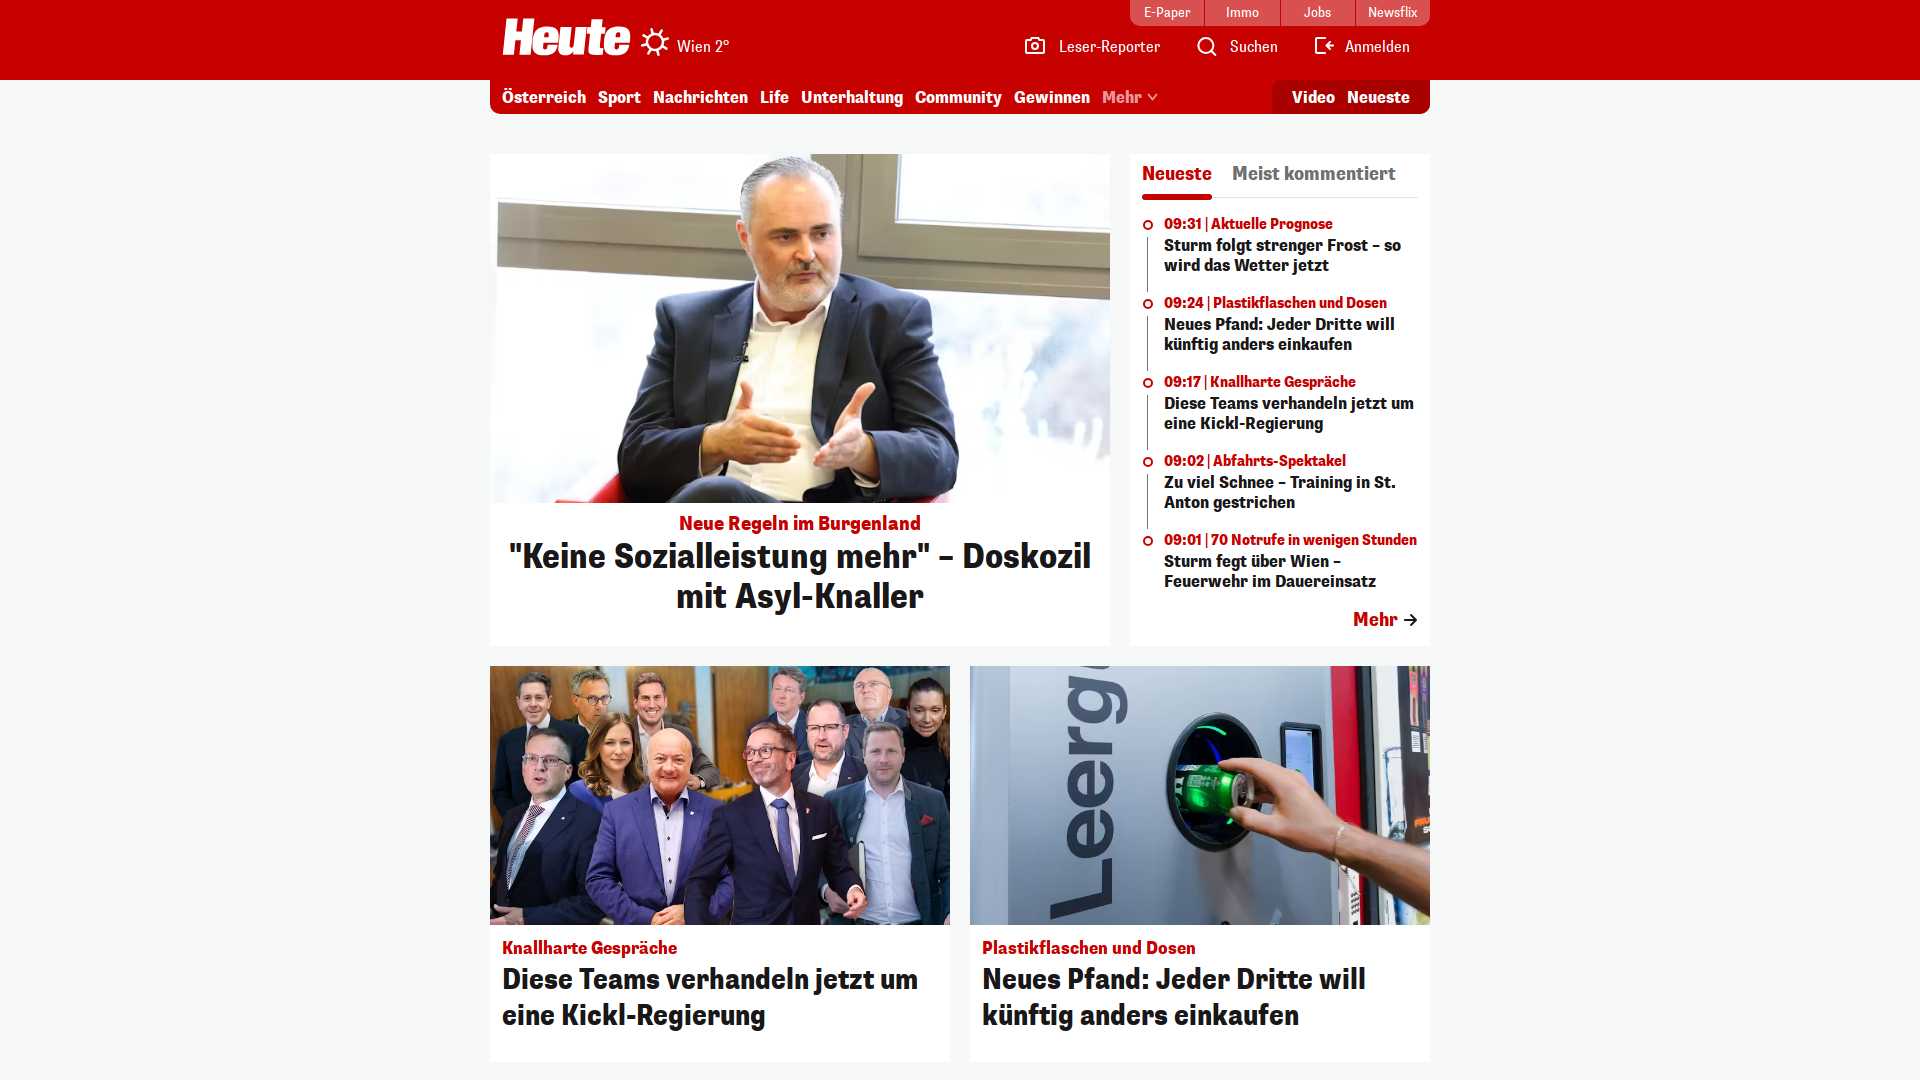 E-Paper
Immo
Jobs
Newsflix
Heute
Wien 2°
Leser-Reporter
Suchen
Anmelden
Österreich
Sport
Nachrichten
Life
Unterhaltung
Community
Gewinnen
Mehr
Video
Neueste
Neue Regeln im Burgenland
"Keine Sozialleistung mehr" – Doskozil
mit Asyl-Knaller
Neueste
Meist kommentiert
09:31 | Aktuelle Prognose
Sturm folgt strenger Frost – so
wird das Wetter jetzt
09:24 | Plastikflaschen und Dosen
Neues Pfand: Jeder Dritte will
künftig anders einkaufen
09:17 | Knallharte Gespräche
Diese Teams verhandeln jetzt um
eine Kickl-Regierung
09:02 | Abfahrts-Spektakel
Zu viel Schnee – Training in St.
Anton gestrichen
09:01 | 70 Notrufe in wenigen Stunden
Sturm fegt über Wien –
Feuerwehr im Dauereinsatz
Mehr
Knallharte Gespräche
Diese Teams verhandeln jetzt um
eine Kickl-Regierung
Leerg
Plastikflaschen und Dosen
Neues Pfand: Jeder Dritte will
künftig anders einkaufen